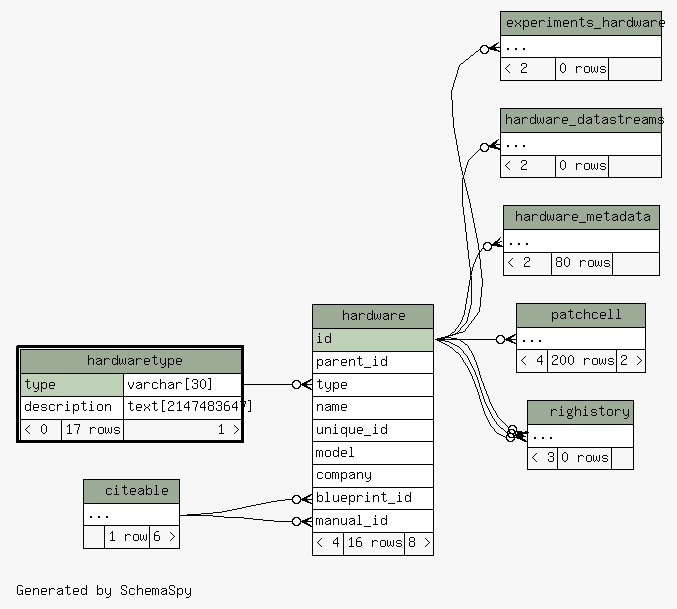 experiments_hardware
...
< 2 0 rows
hardware_datastreams
...
< 2 0 rows
hardware_metadata
...
< 2 80 rows
patchcell
...
< 4 200 rows 2 >
righistory
...
< 3 0 rows
hardware
id
parent_id
type
name
unique_id
model
company
blueprint_id
manual_id
< 4 16 rows 8 >
hardwaretype
type varchar[30]
description text[2147483647]
< 0 17 rows 1 >
citeable
...
1 row 6 >
Generated by SchemaSpy